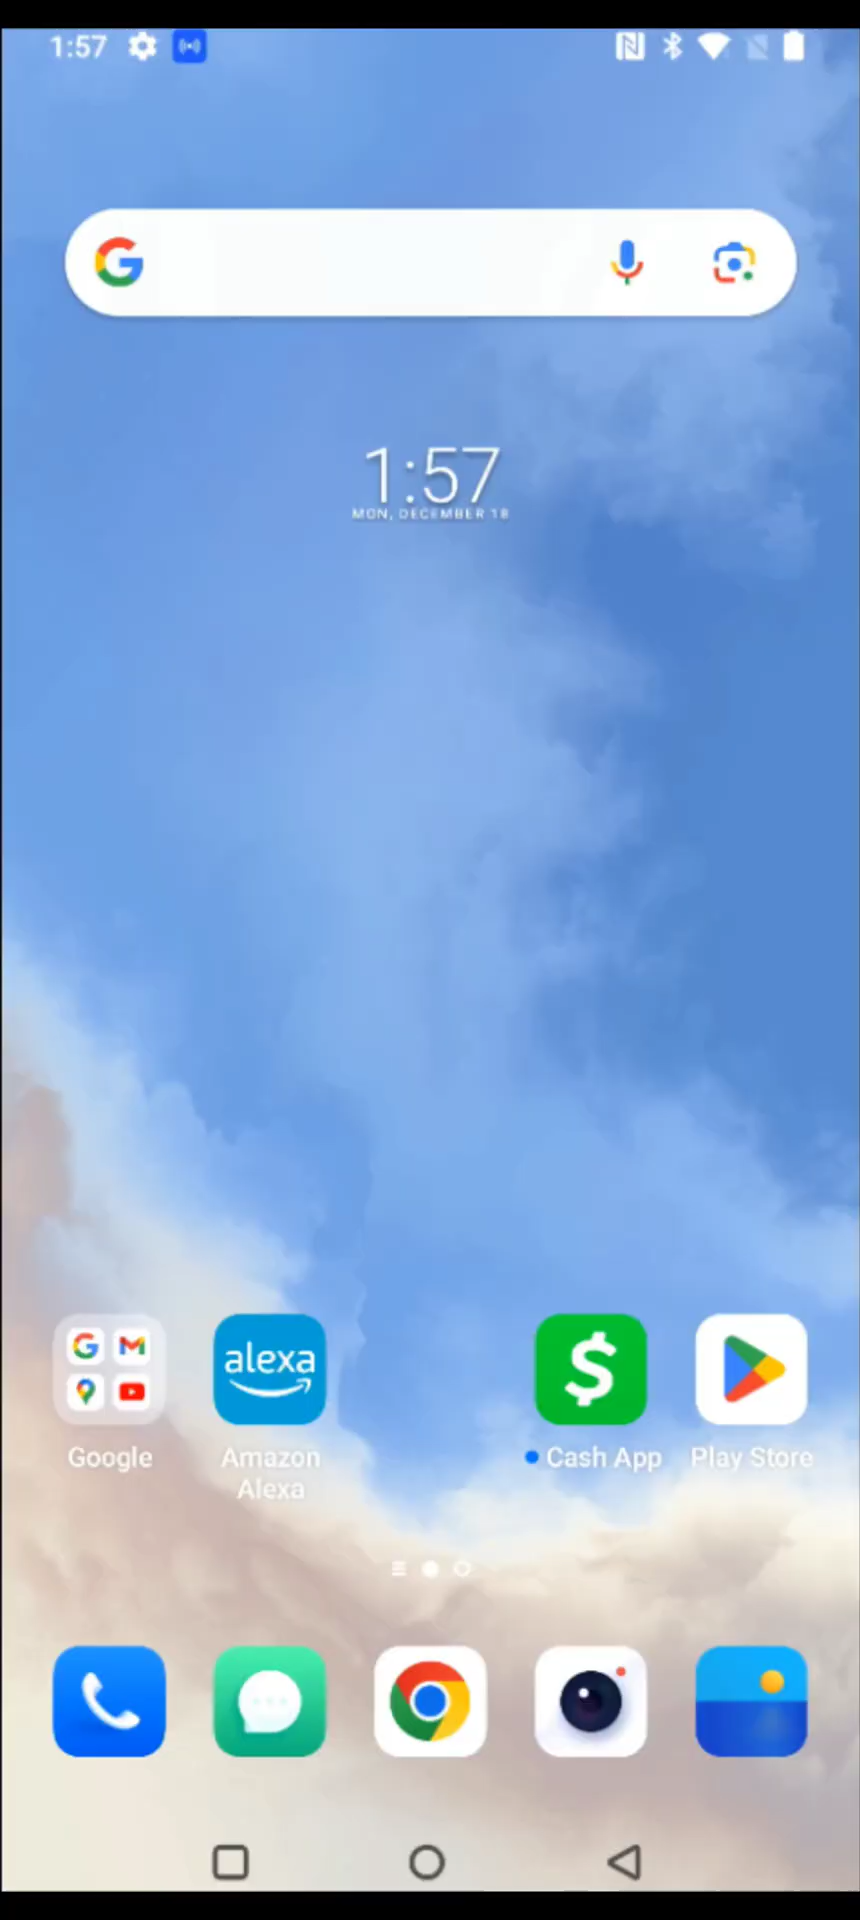 1:57
1:57
MON, DECEMBER 18
alexa
Google
Amazon
Alexa
Cash App
Play Store